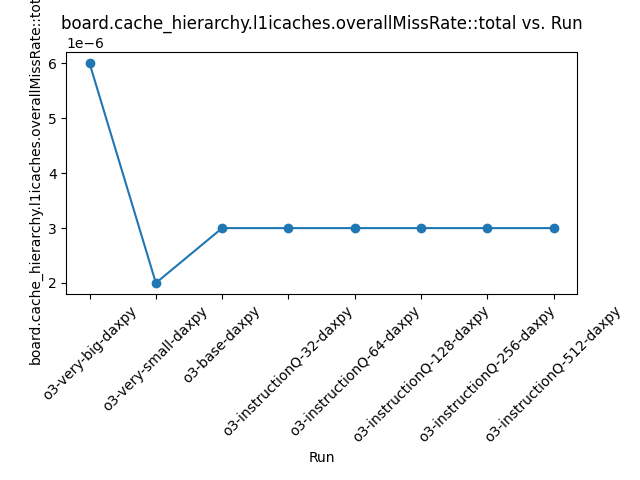 board.cache_hierarchy.l1icaches.overallMissRate::total vs. Run
1e−6
board.cache_hierarchy.l1icaches.overallMissRate::tot
6
5
4
3
2
o3-very-big-daxpy
o3-very-small-daxpy
o3-base-daxpy
o3-instructionQ-32-daxpy
o3-instructionQ-64-daxpy
o3-instructionQ-128-daxpy
o3-instructionQ-256-daxpy
o3-instructionQ-512-daxpy
Run